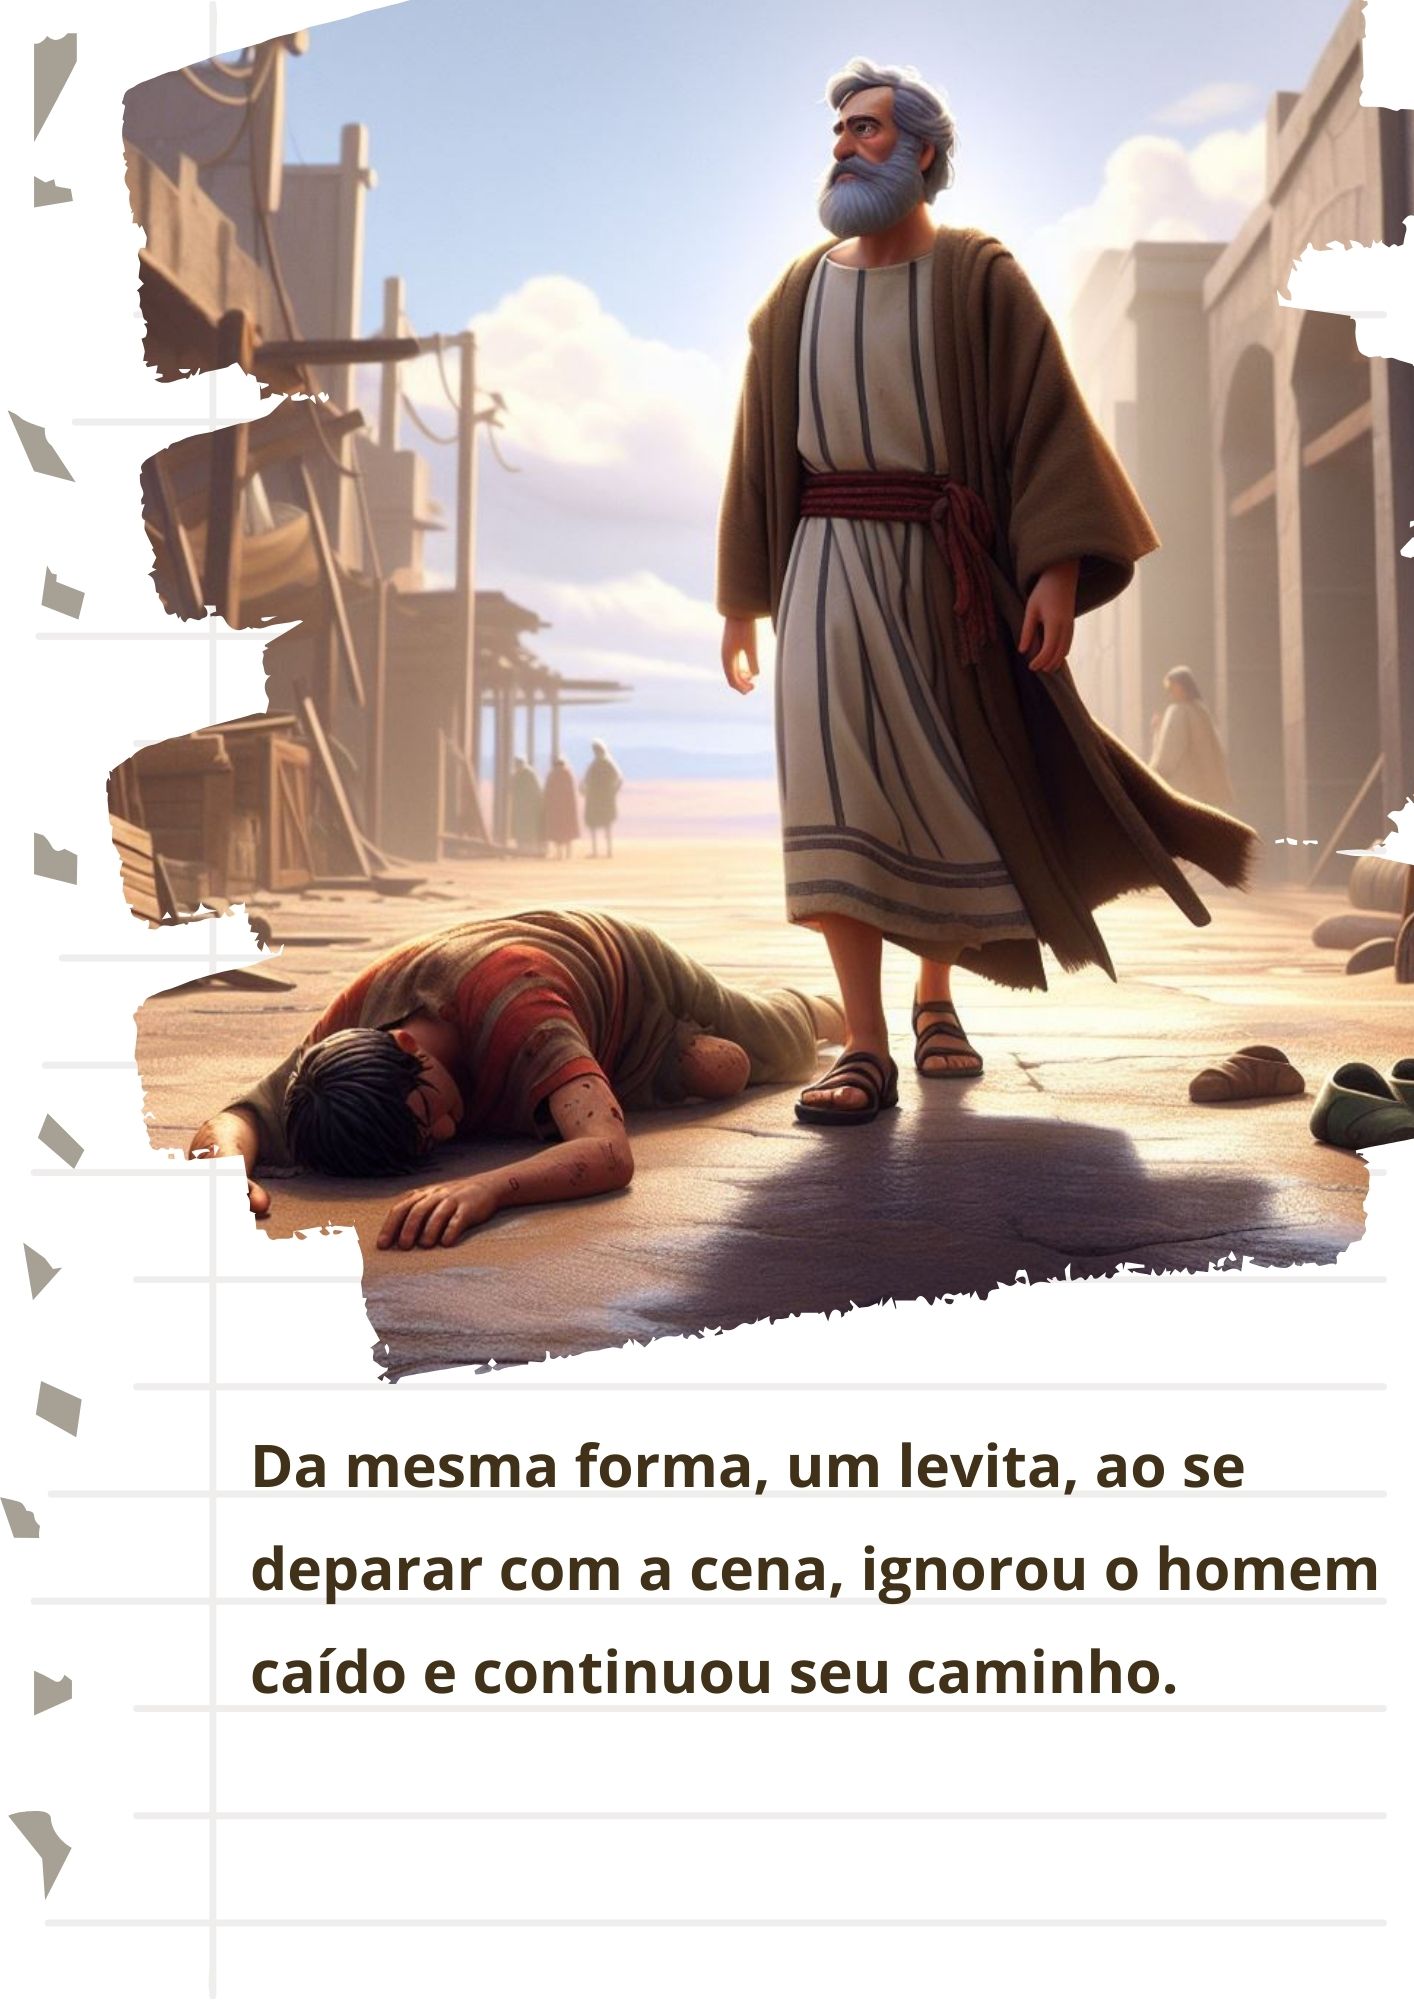 Da mesma forma, um levita, ao se
deparar com a cena, ignorou o homem
caído e continuou seu caminho.